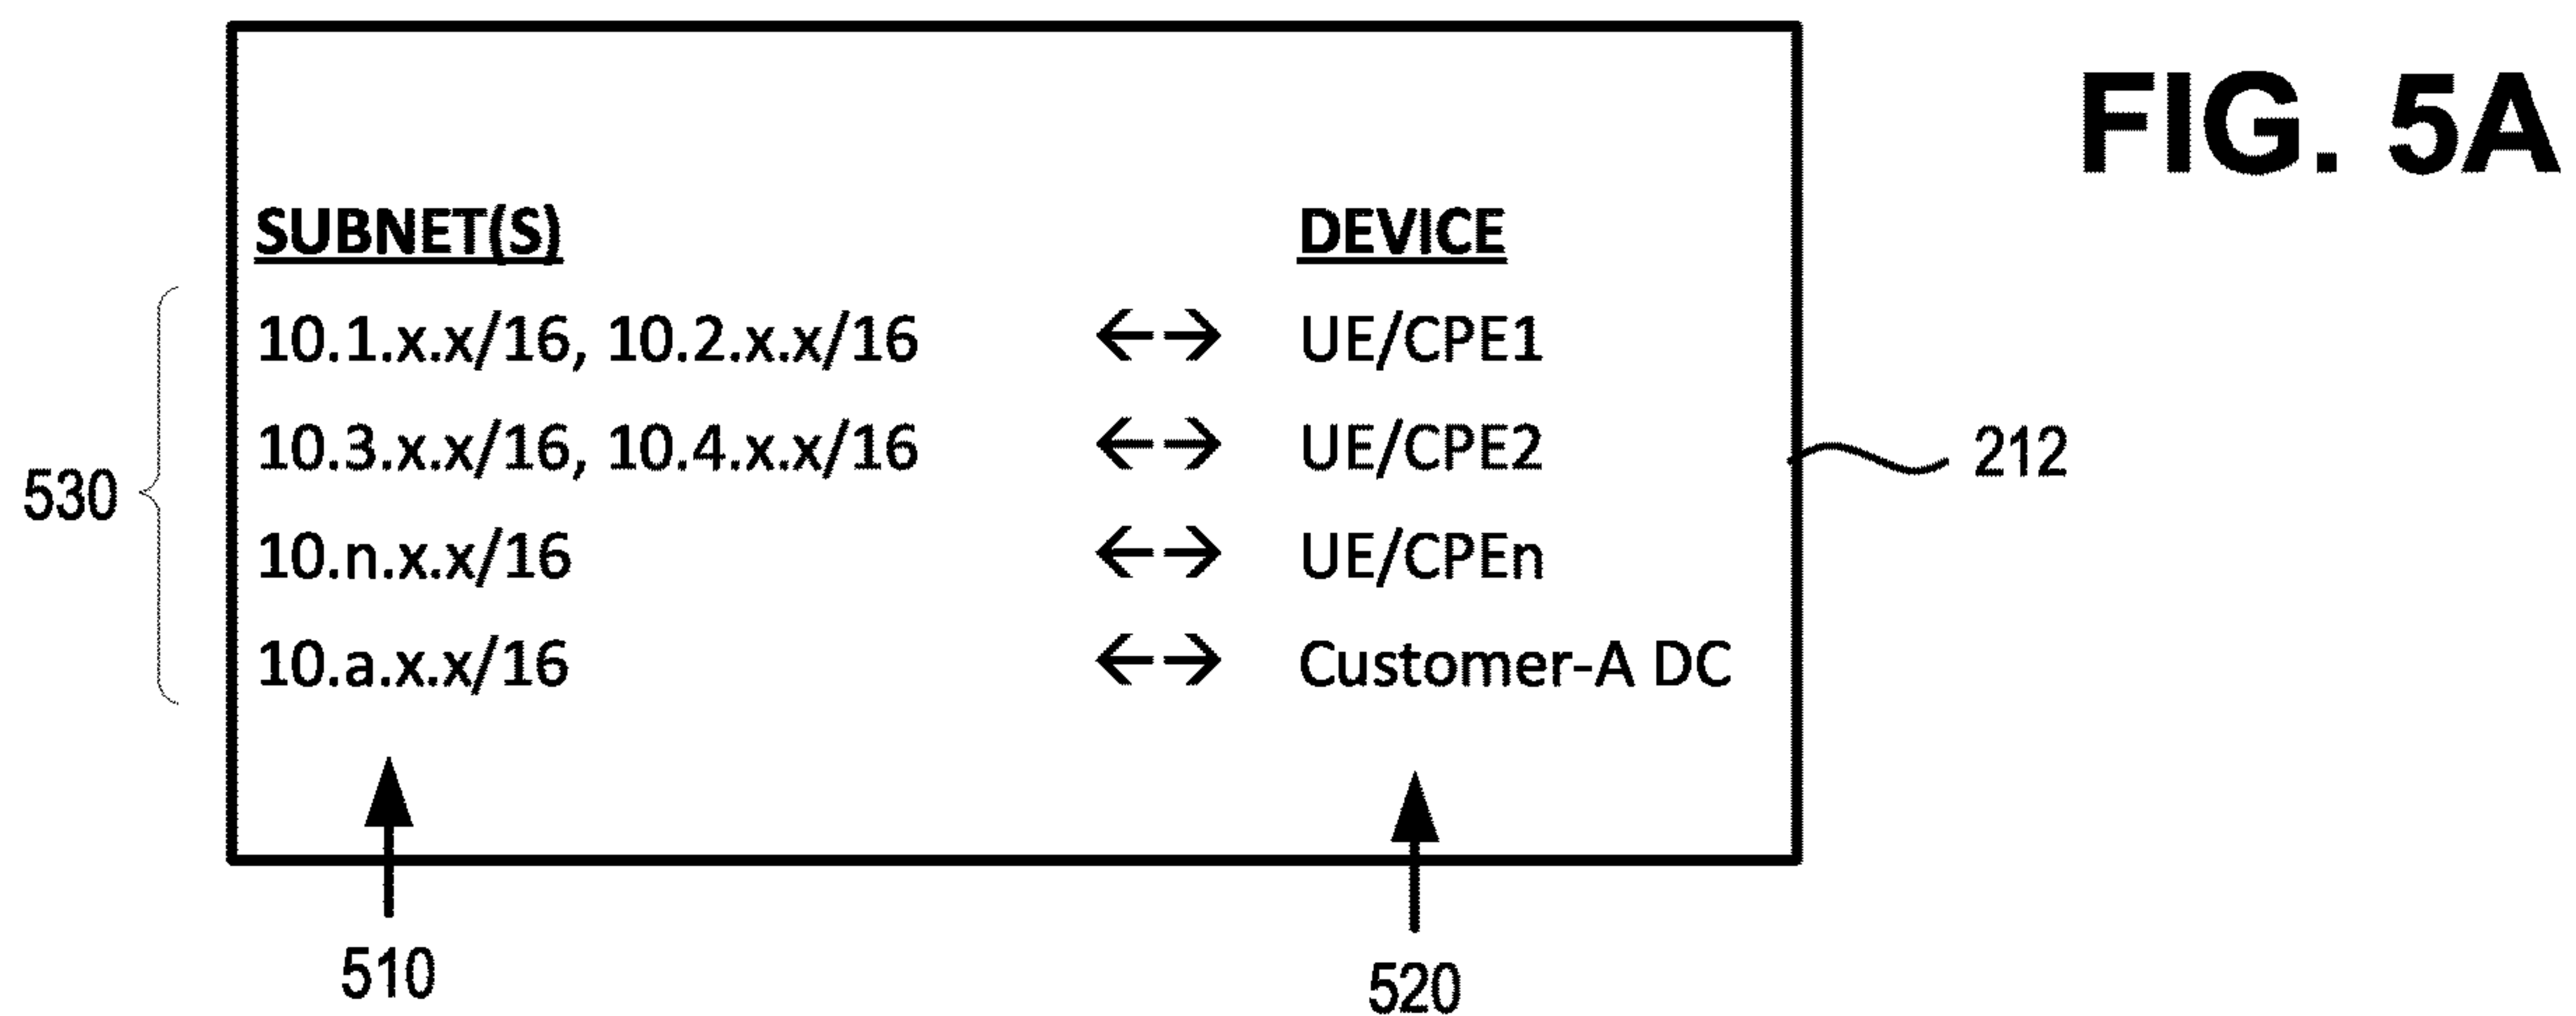 FIG. 5A
SUBNET(S) DEVICE
10.1.x.x/16, 10.2.x.x/16 ←→ UE/CPE1
10.3.x.x/16, 10.4.x.x/16 ←→ UE/CPE2
212
530
10.n.x.x/16 ←→ UE/CPEn
10.a.x.x/16 ←→ Customer-A DC
510
520